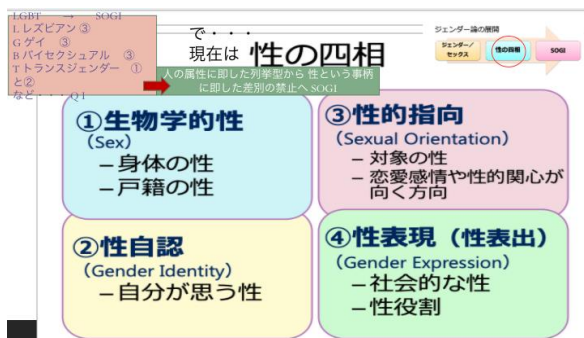 LGBT → SOGI
L レズビアン ③
G ゲイ ③
B バイセクシュアル ③
T トランスジェンダー ①
と②
など・・・Q1
で・・・
現在は 性の四相
人の属性に即した列挙型から 性という事柄
に即した差別の禁止へ SOGI
ジェンダー論の展開
ジェンダー/
セックス
性の四相
SOGI
①生物学的性
(Sex)
－身体の性
－戸籍の性
③性的指向
(Sexual Orientation)
－対象の性
－恋愛感情や性的関心が
向く方向
②性自認
(Gender Identity)
－自分が思う性
④性表現（性表出）
(Gender Expression)
－社会的な性
－性役割